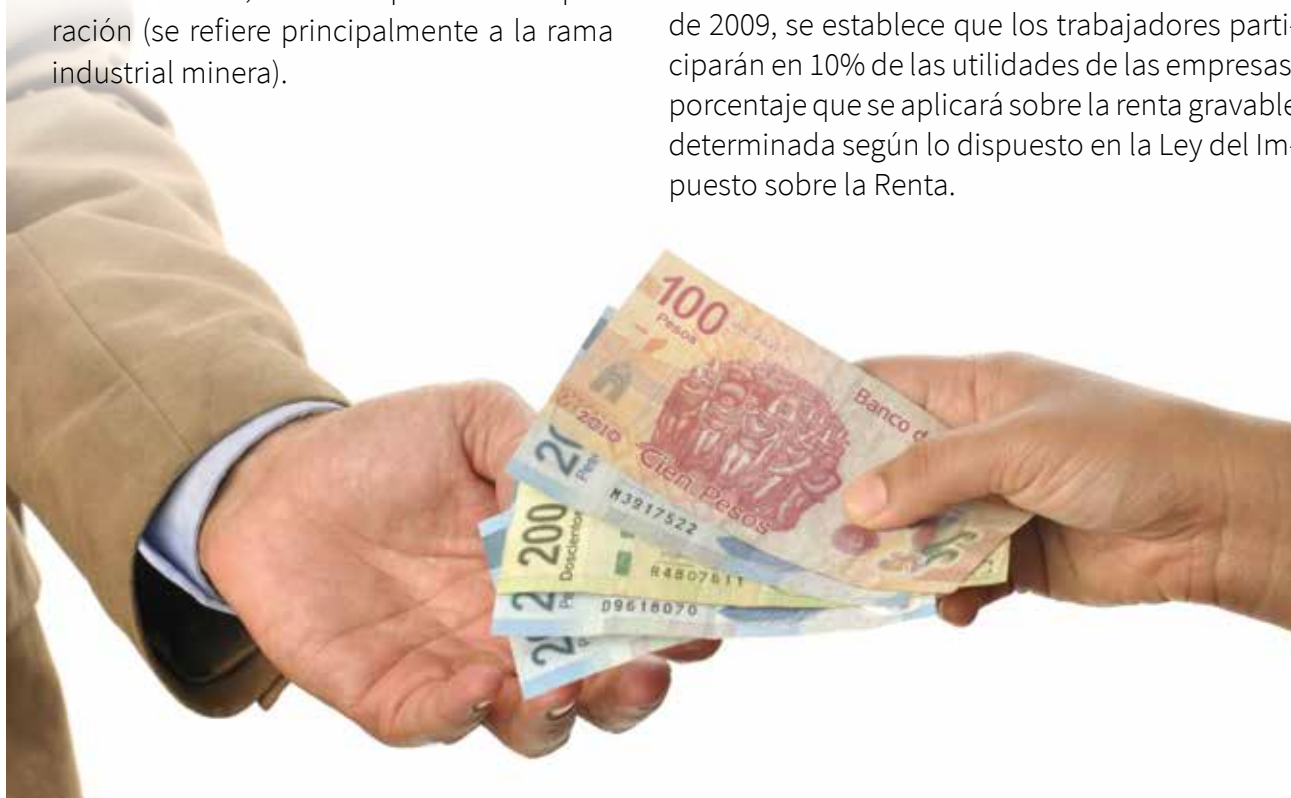 ración (se refiere principalmente a la rama
industrial minera).
de 2009, se establece que los trabajadores parti-
ciparán en 10% de las utilidades de las empresas
porcentaje que se aplicará sobre la renta gravable
determinada según lo dispuesto en la Ley del Im-
puesto sobre la Renta.
100
Pesos
Banco d
2010
Cien Pesos
M3917522
200
Doscientos
R4807611
D9618070